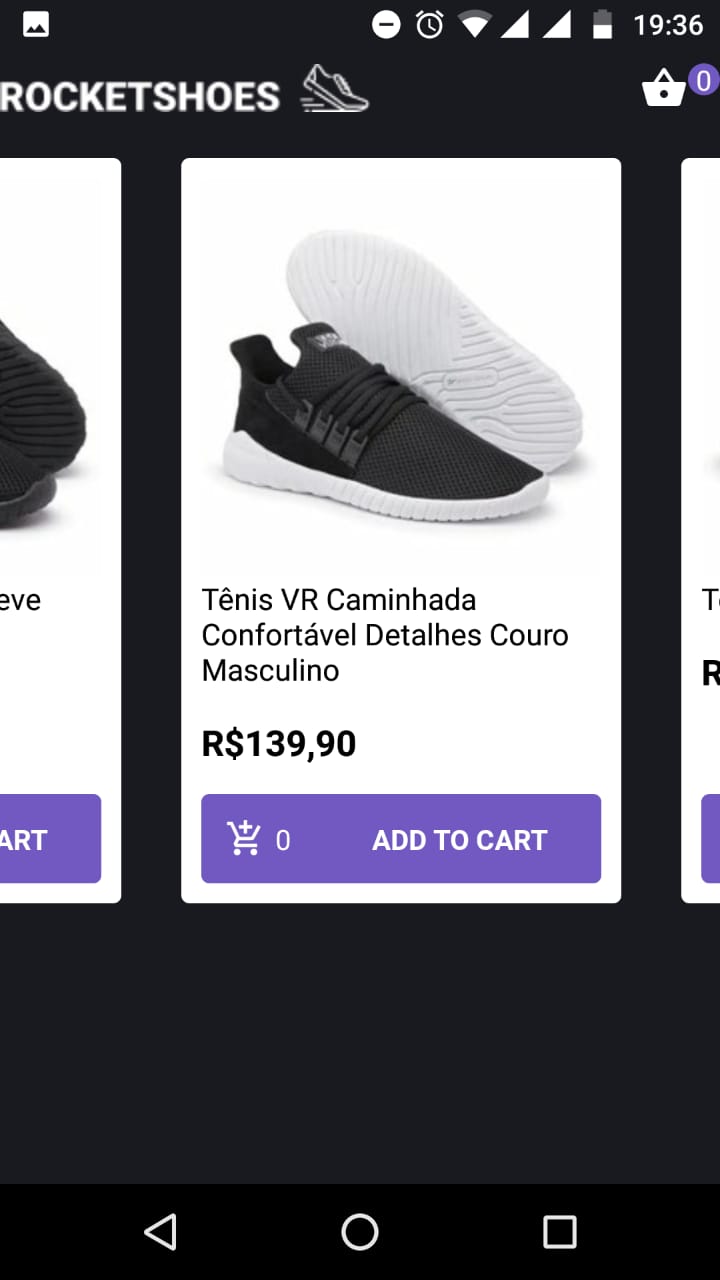 19:36
ROCKETSHOES
0
eve
ART
Tênis VR Caminhada
Confortável Detalhes Couro
Masculino
R$139,90
0 ADD TO CART
T
R